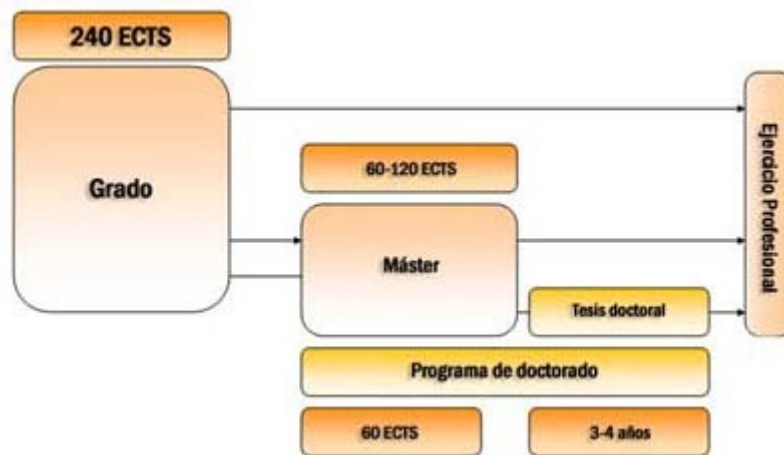 240 ECTS
Grado
60-120 ECTS
Máster
Ejercicio Profesional
Tesis doctoral
Programa de doctorado
60 ECTS
3-4 años